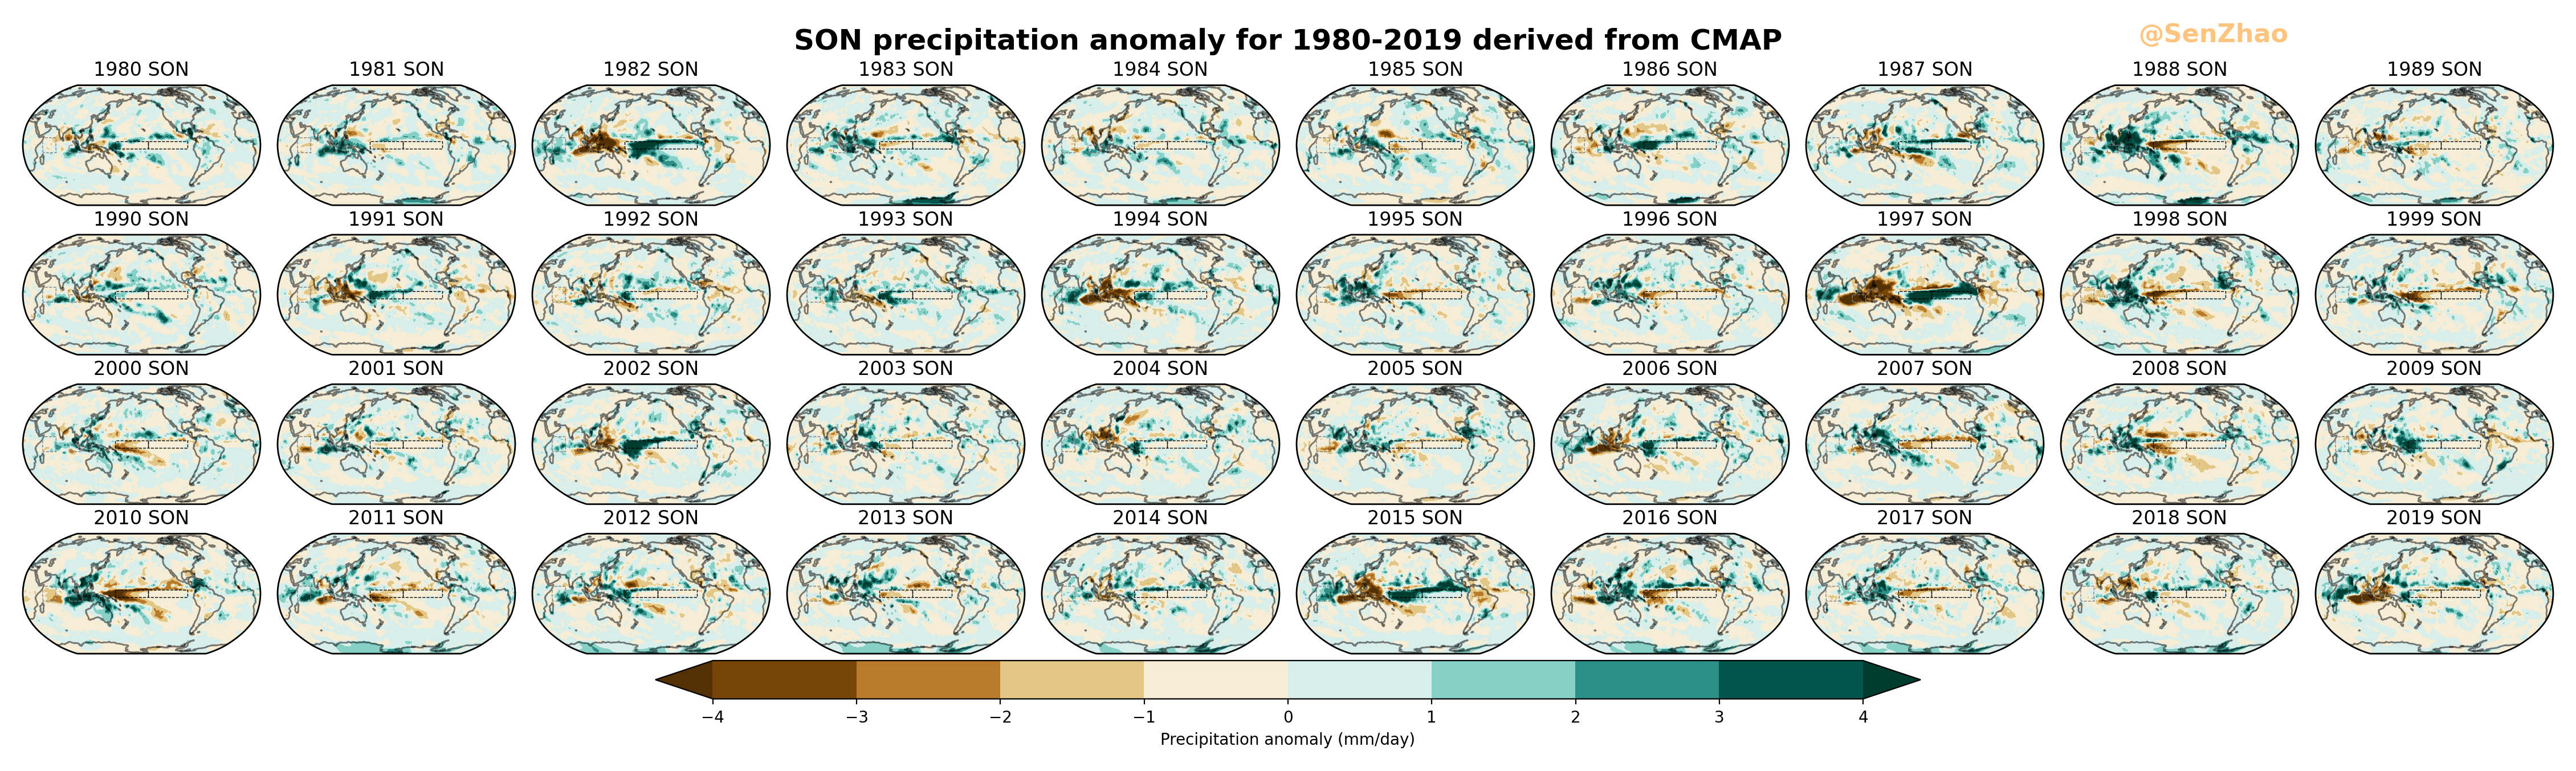 SON precipitation anomaly for 1980-2019 derived from CMAP
@SenZhao
1980 SON 1981 SON 1982 SON 1983 SON 1984 SON 1985 SON 1986 SON 1987 SON 1988 SON 1989 SON
1990 SON 1991 SON 1992 SON 1993 SON 1994 SON 1995 SON 1996 SON 1997 SON 1998 SON 1999 SON
2000 SON 2001 SON 2002 SON 2003 SON 2004 SON 2005 SON 2006 SON 2007 SON 2008 SON 2009 SON
2010 SON 2011 SON 2012 SON 2013 SON 2014 SON 2015 SON 2016 SON 2017 SON 2018 SON 2019 SON
−4 −3 −2 −1 0 1 2 3 4
Precipitation anomaly (mm/day)